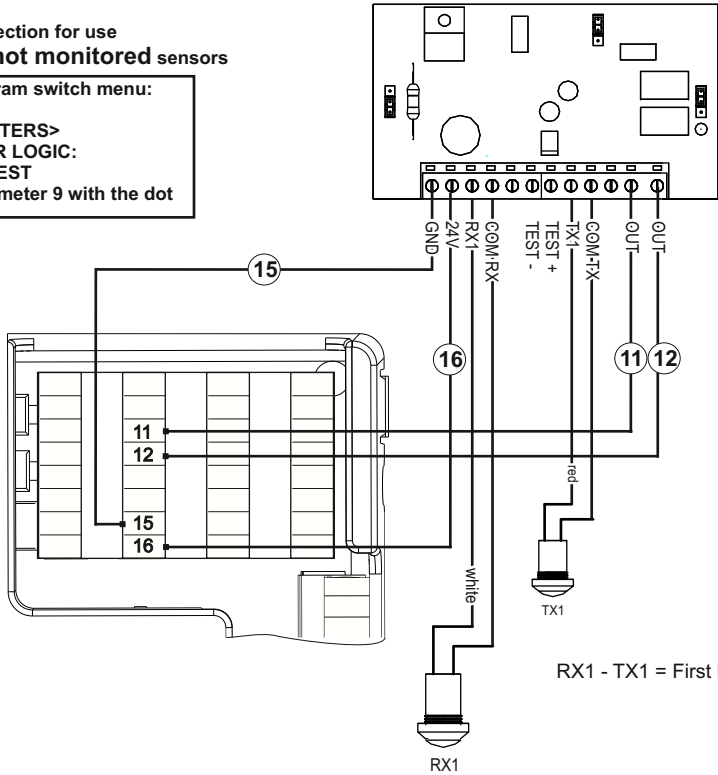 ection for use
not monitored sensors
ram switch menu:
TERS>
R LOGIC:
EST
meter 9 with the dot
GND
24V
RX1
COM-RX
TEST -
TEST +
TX1
COM-TX
OUT
OUT
15
16
11
12
11
12
15
16
red
white
TX1
RX1 - TX1 = First
RX1